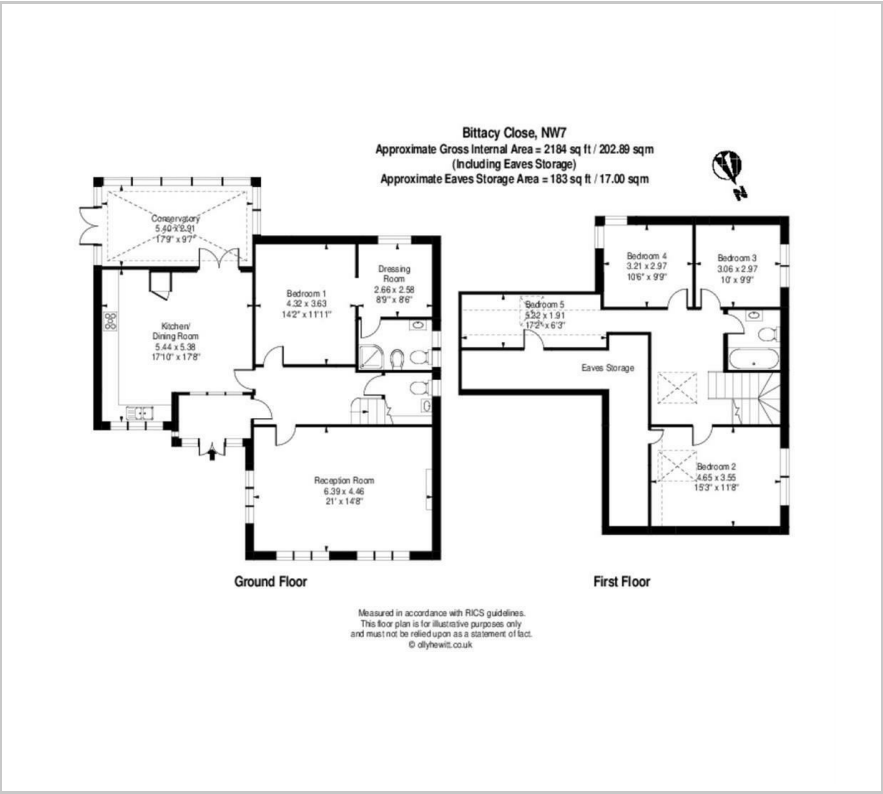 Bittacy Close, NW7
Approximate Gross Internal Area = 2184 sq ft / 202.89 sqm
(Including Eaves Storage)
Approximate Eaves Storage Area = 183 sq ft / 17.00 sqm
N
Conservatory
5.40 x 2.91
17'9" x 9'7"
Kitchen/
Dining Room
5.44 x 5.38
17'10" x 17'8"
Bedroom 1
4.32 x 3.63
14'2" x 11'11"
Dressing
Room
2.66 x 2.58
8'9" x 8'6"
Reception Room
6.39 x 4.46
21' x 14'8"
Ground Floor
Bedroom 4
3.21 x 2.97
10'6" x 9'9"
Bedroom 3
3.06 x 2.97
10' x 9'9"
Bedroom 5
5.22 x 1.91
17'2" x 6'3"
Eaves Storage
Bedroom 2
4.65 x 3.55
15'3" x 11'8"
First Floor
Measured in accordance with RICS guidelines.
This floor plan is for illustrative purposes only
and must not be relied upon as a statement of fact.
© ollyhewitt.co.uk